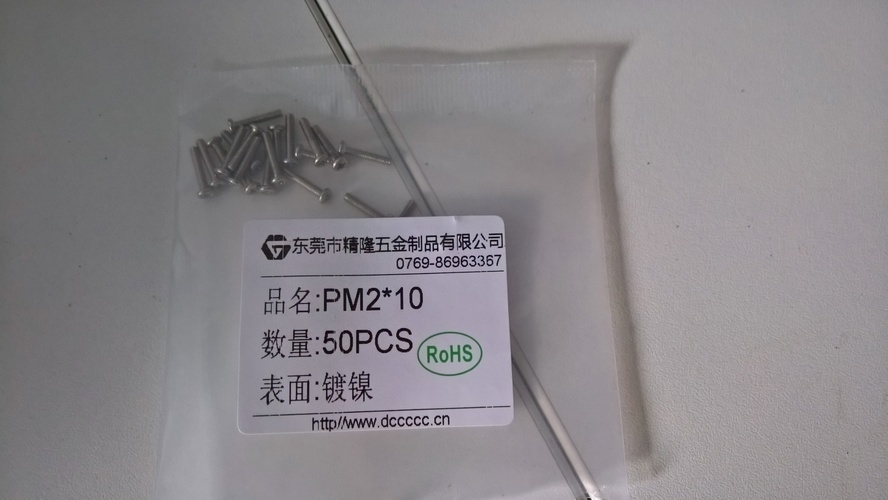 东莞市精隆五金制品有限公司
0769-86963367
品名:PM2*10
数量:50PCS
RoHS
表面:镀镍
http//www.dccccc.cn